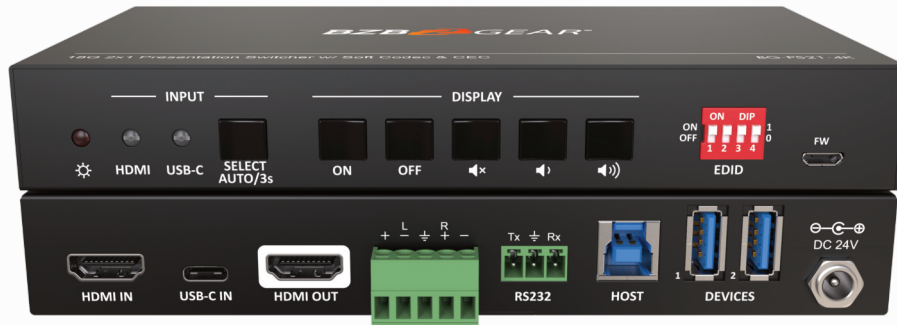 BZB GEAR®
18G 2x1 Presentation Switcher w/ Soft Codec & CEC
BG-PS21-4K
INPUT
DISPLAY
ON DIP
ON
OFF
1
0
1 2 3 4
EDID
FW
HDMI
USB-C
SELECT
AUTO/3s
ON
OFF
L
R
+ − + −
Tx Rx
RS232
HDMI IN
USB-C IN
HDMI OUT
HOST
1
2
DEVICES
DC 24V